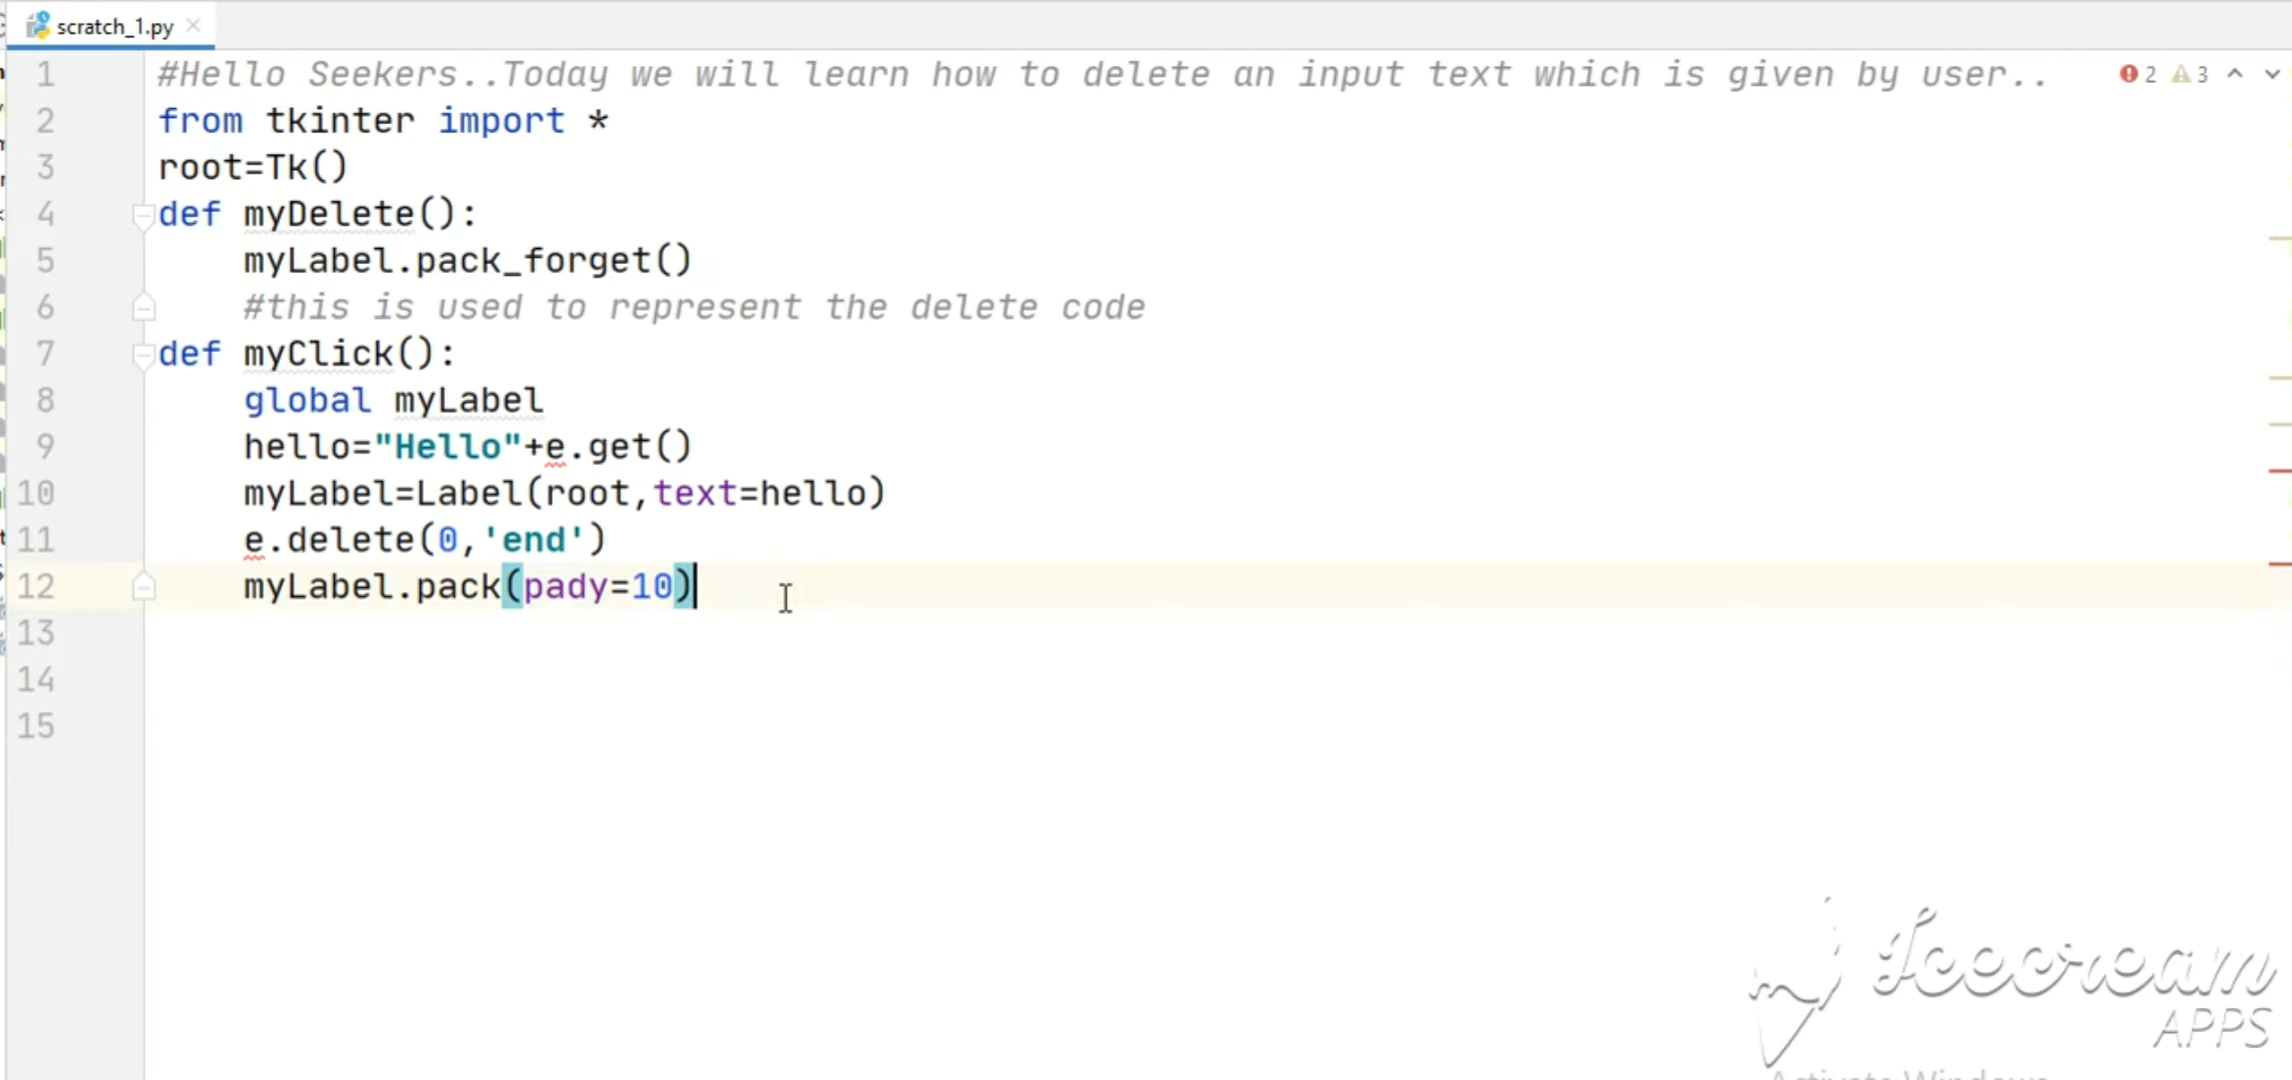 scratch_1.py
1 #Hello Seekers..Today we will learn how to delete an input text which is given by user.. 2 3
2 from tkinter import *
3 root=Tk()
4 def myDelete():
5 myLabel.pack_forget()
6 #this is used to represent the delete code
7 def myClick():
8 global myLabel
9 hello="Hello"+e.get()
10 myLabel=Label(root,text=hello)
11 e.delete(0,'end')
12 myLabel.pack(pady=10)
13
14
15
Icecream
APPS
Activate Windows